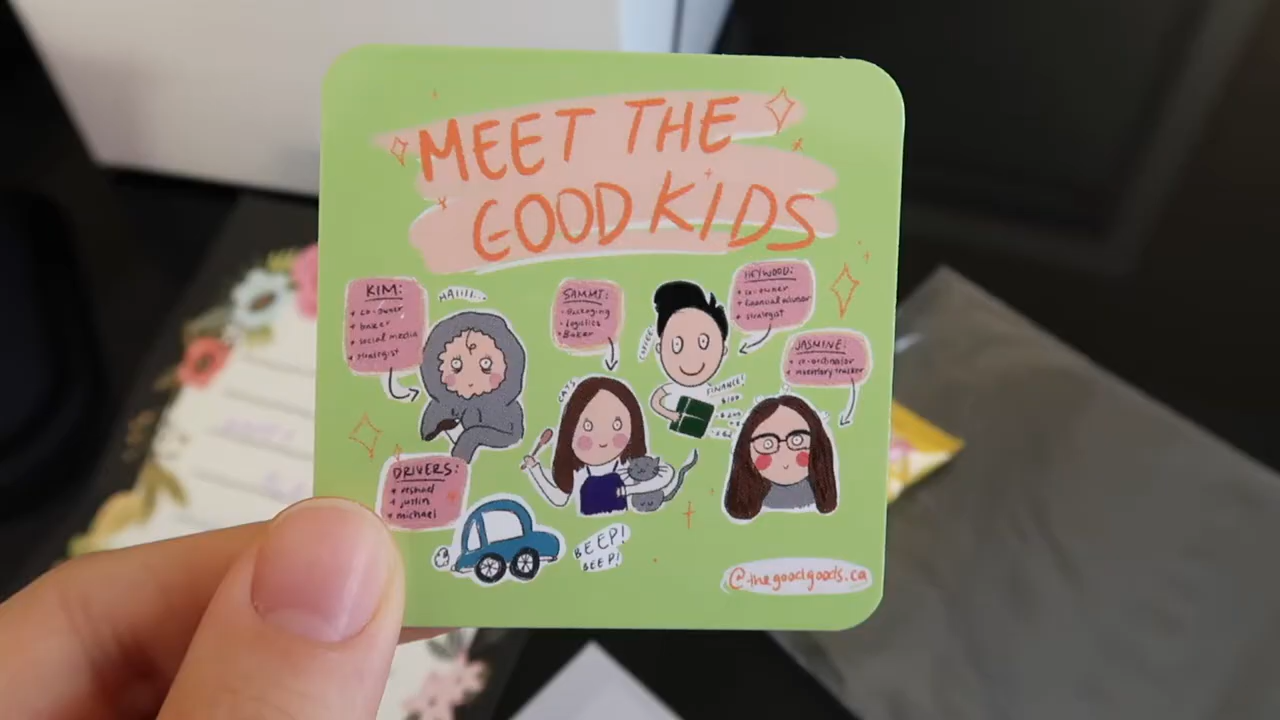 MEET THE
GOOD KIDS
KIM:
+ co-owner
+ baker
+ social media
+ strategist
HAIIII...
SAMMI:
+ Packaging
+ logistics
+ Baker
HEYWOOD:
+ co-owner
+ financial advisor
+ strategist
JASMINE:
+ co-ordinator
+ inventory tracker
CATS
FINANCE!
$100
DRIVERS:
+ justin
+ michael
BEEP!
BEEP!
@thegoodgoods.ca